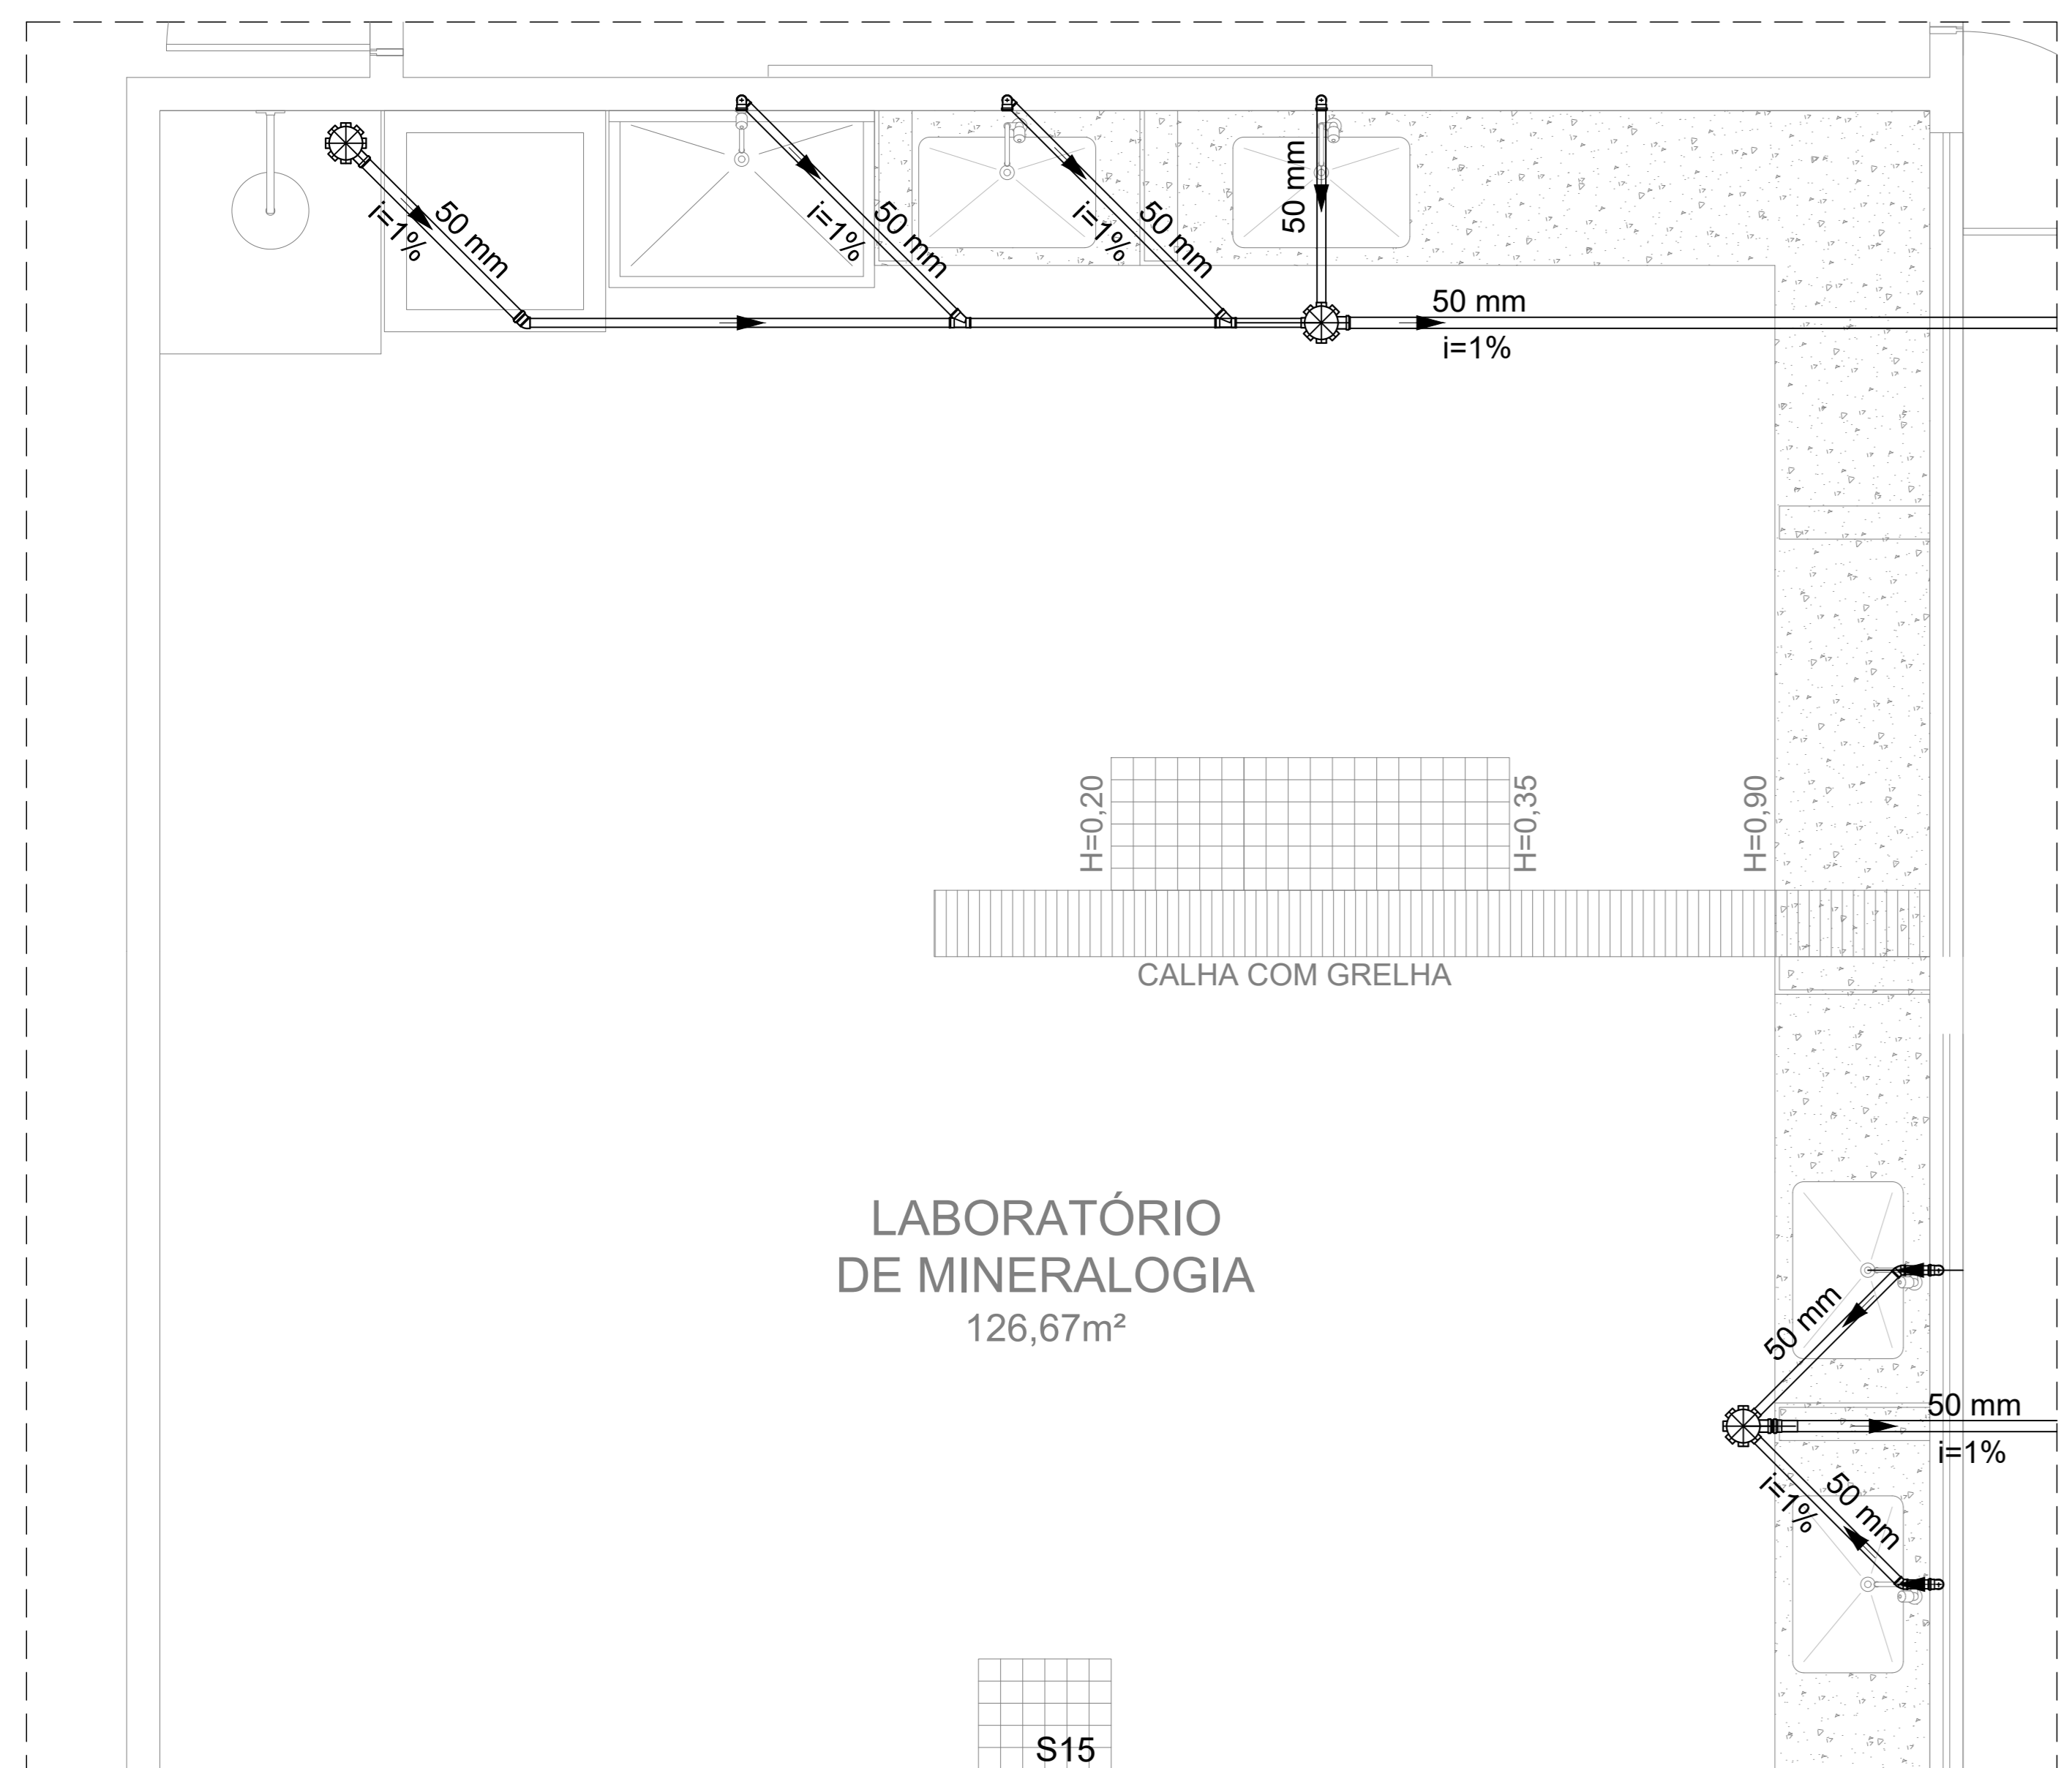 50 mm
i=1%
50 mm
i=1%
50 mm
i=1%
50 mm
50 mm
i=1%
H=0,20
H=0,35
H=0,90
CALHA COM GRELHA
LABORATÓRIO
DE MINERALOGIA
126,67m²
50 mm
50 mm
i=1%
50 mm
i=1%
S15